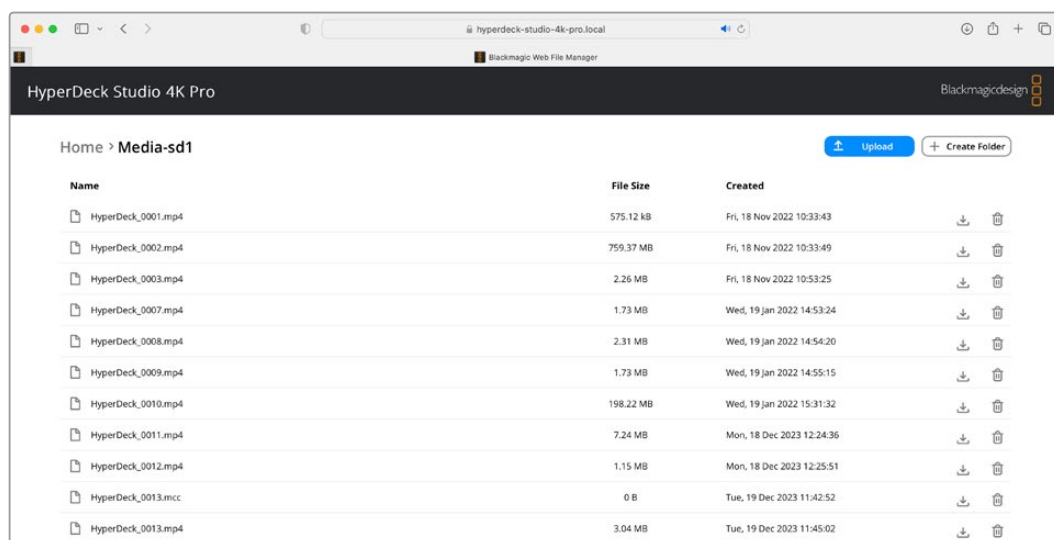 hyperdeck-studio-4k-pro.local
Blackmagic Web File Manager
HyperDeck Studio 4K Pro
Blackmagicdesign
Home > Media-sd1
Upload
+ Create Folder
Name File Size Created
HyperDeck_0001.mp4 575.12 kB Fri, 18 Nov 2022 10:33:43
HyperDeck_0002.mp4 759.37 MB Fri, 18 Nov 2022 10:33:49
HyperDeck_0003.mp4 2.26 MB Fri, 18 Nov 2022 10:53:25
HyperDeck_0007.mp4 1.73 MB Wed, 19 Jan 2022 14:53:24
HyperDeck_0008.mp4 2.31 MB Wed, 19 Jan 2022 14:54:20
HyperDeck_0009.mp4 1.73 MB Wed, 19 Jan 2022 14:55:15
HyperDeck_0010.mp4 198.22 MB Wed, 19 Jan 2022 15:31:32
HyperDeck_0011.mp4 7.24 MB Mon, 18 Dec 2023 12:24:36
HyperDeck_0012.mp4 1.15 MB Mon, 18 Dec 2023 12:25:51
HyperDeck_0013.mcc 0 B Tue, 19 Dec 2023 11:42:52
HyperDeck_0013.mp4 3.04 MB Tue, 19 Dec 2023 11:45:02